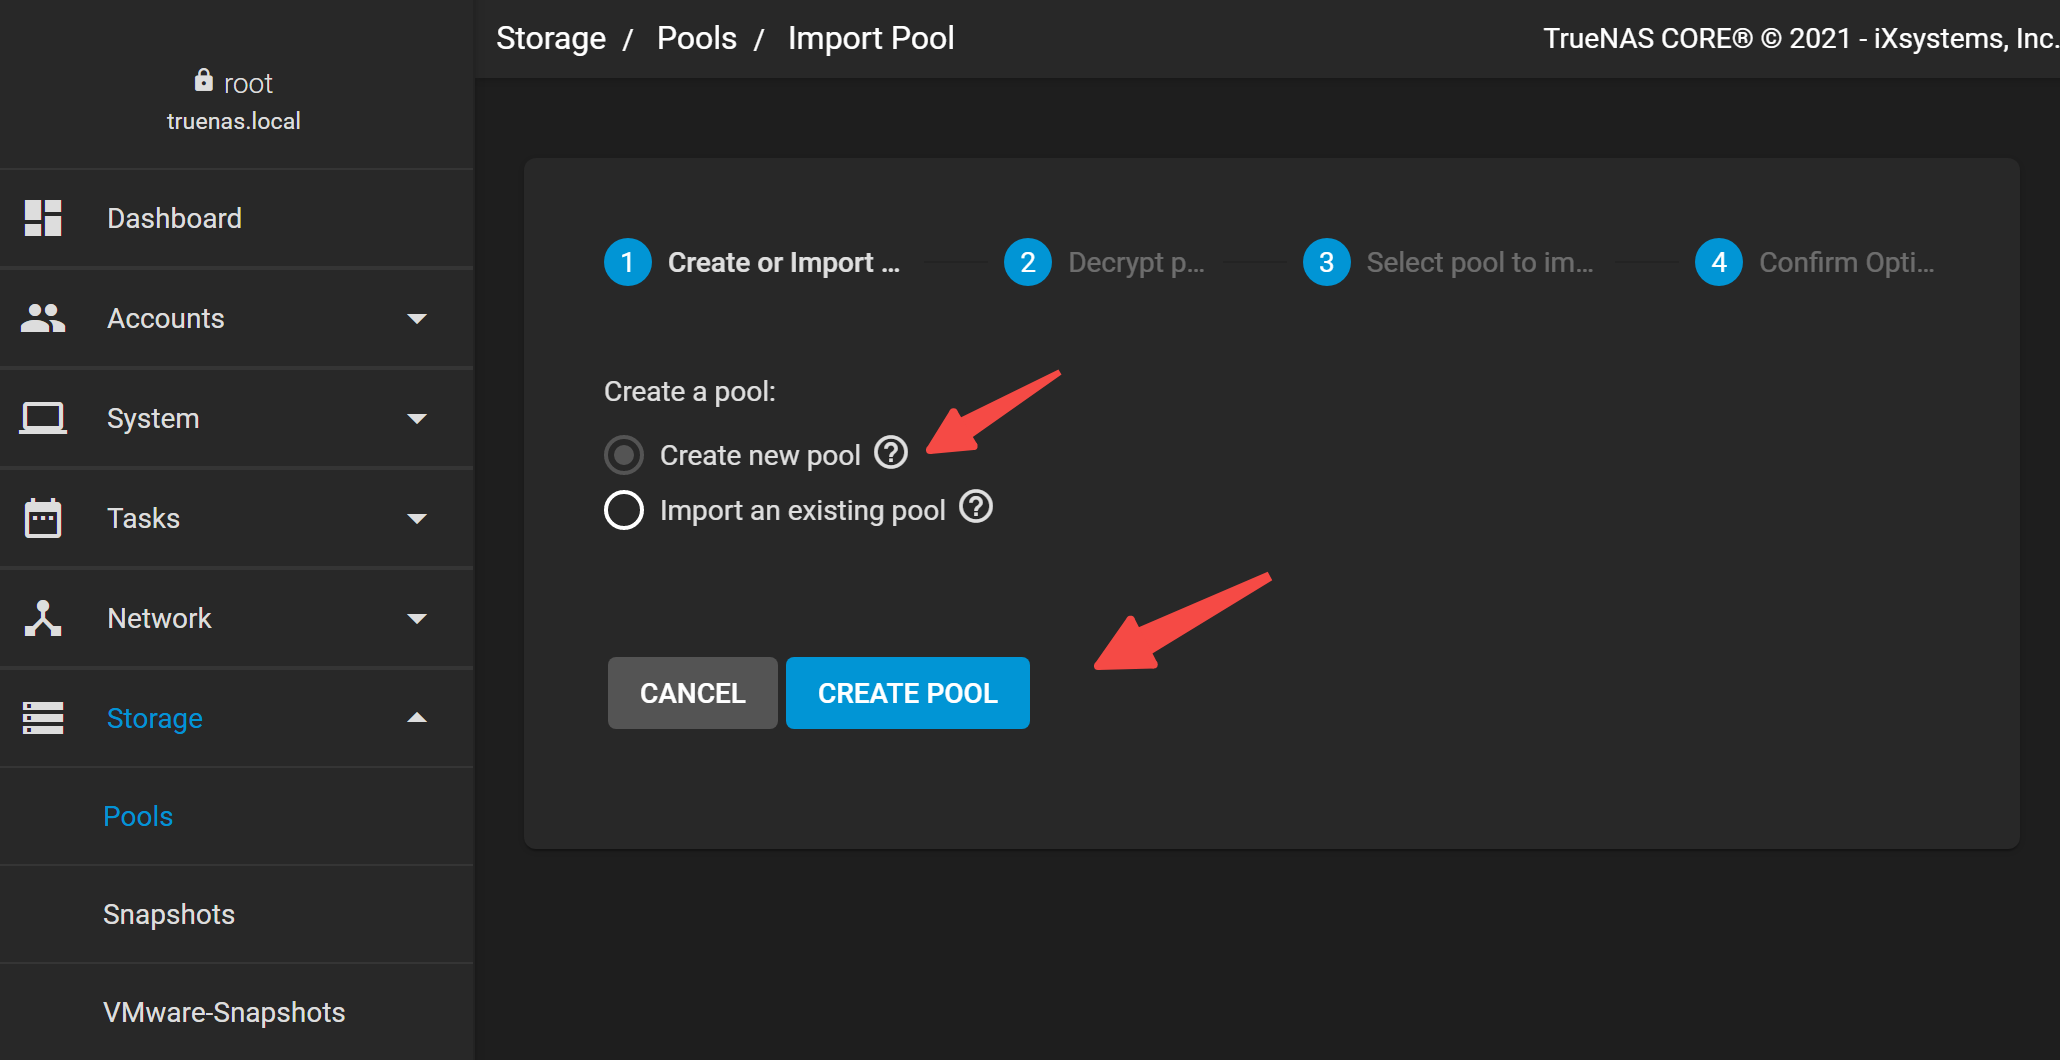 Storage / Pools / Import Pool
TrueNAS CORE® © 2021 - iXsystems, Inc.
root
truenas.local
Dashboard
Accounts
System
Tasks
Network
Storage
Pools
Snapshots
VMware-Snapshots
1 Create or Import ...
2 Decrypt p...
3 Select pool to im...
4 Confirm Opti...
Create a pool:
Create new pool ?
Import an existing pool ?
CANCEL
CREATE POOL